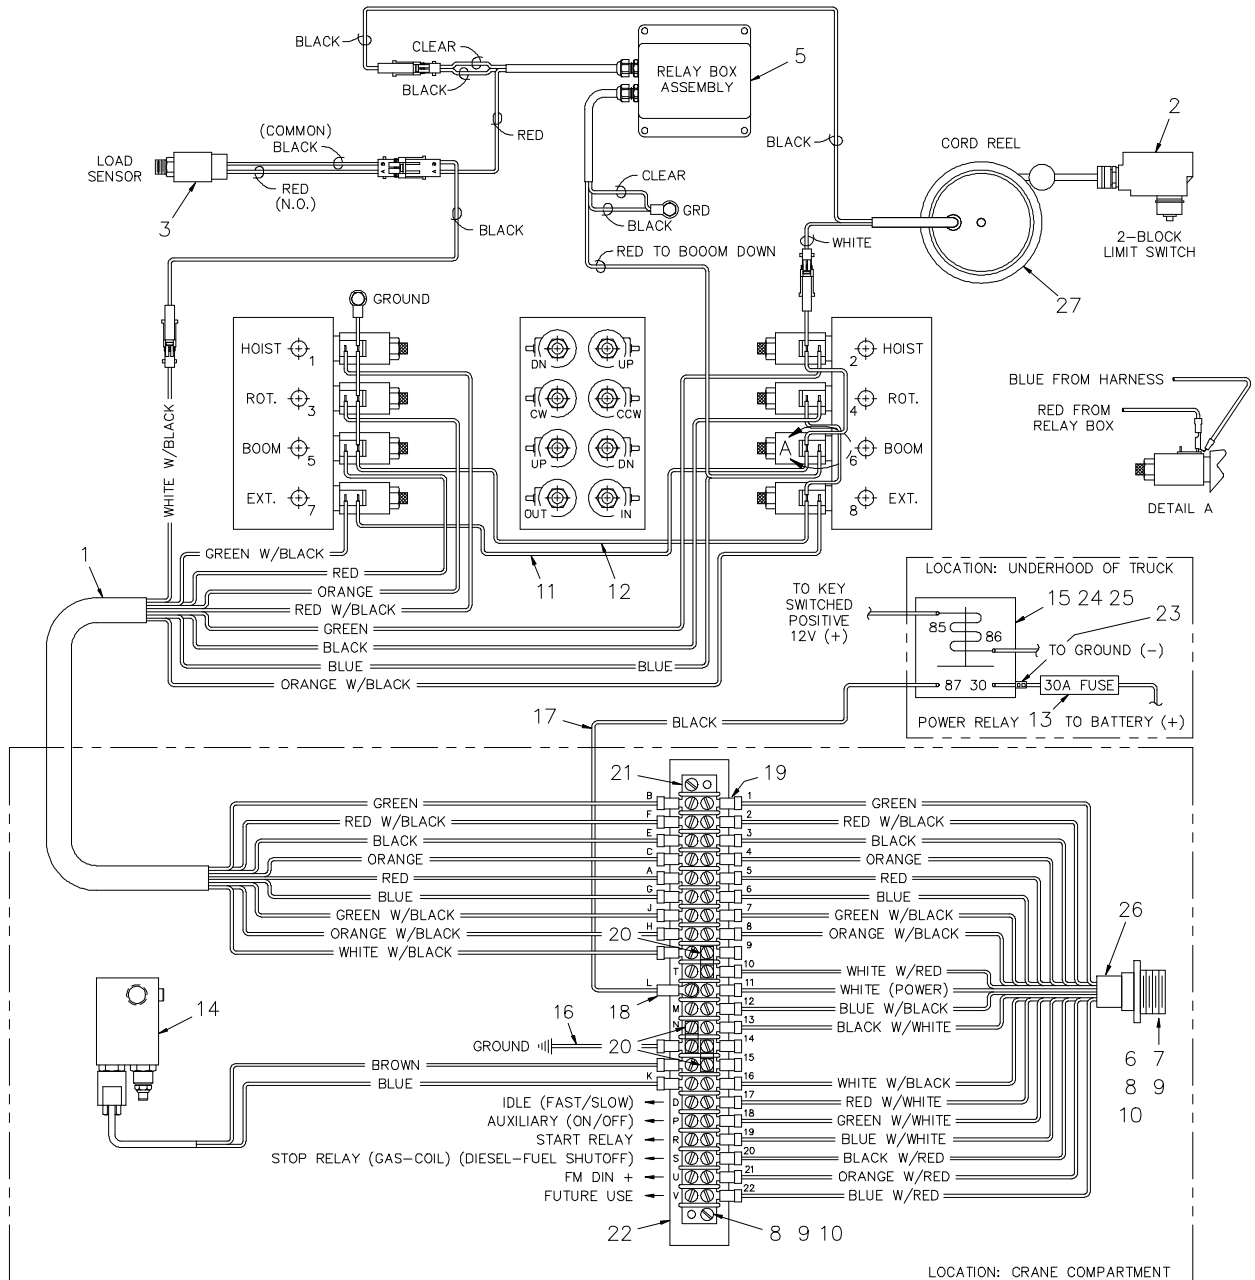 BLACK
CLEAR
BLACK
RELAY BOX
ASSEMBLY
5
RED
(COMMON)
BLACK
LOAD
SENSOR
RED
(N.O.)
3
BLACK
CLEAR
GRD
BLACK
RED TO BOOOM DOWN
BLACK
CORD REEL
2
WHITE
2-BLOCK
LIMIT SWITCH
27
GROUND
HOIST
1
ROT.
3
BOOM
5
EXT.
7
DN
UP
CW
CCW
UP
DN
OUT
IN
2
HOIST
4
ROT.
A
6
BOOM
8
EXT.
BLUE FROM HARNESS
RED FROM
RELAY BOX
DETAIL A
WHITE W/BLACK
1
GREEN W/BLACK
RED
ORANGE
RED W/BLACK
GREEN
BLACK
BLUE
BLUE
ORANGE W/BLACK
11
12
LOCATION: UNDERHOOD OF TRUCK
TO KEY
SWITCHED
POSITIVE
12V (+)
85
86
15 24 25
23
TO GROUND (-)
87 30
30A FUSE
POWER RELAY
13
TO BATTERY (+)
17
BLACK
21
19
B
GREEN
1
GREEN
F
RED W/BLACK
2
RED W/BLACK
E
BLACK
3
BLACK
C
ORANGE
4
ORANGE
A
RED
5
RED
G
BLUE
6
BLUE
J
GREEN W/BLACK
7
GREEN W/BLACK
H
ORANGE W/BLACK
8
ORANGE W/BLACK
20
WHITE W/BLACK
9
T
10
WHITE W/RED
L
11
WHITE (POWER)
18
M
12
BLUE W/BLACK
N
13
BLACK W/WHITE
26
14
16
GROUND
20
14
BROWN
15
K
BLUE
16
WHITE W/BLACK
6 7
8 9
10
IDLE (FAST/SLOW)
D
17
RED W/WHITE
AUXILIARY (ON/OFF)
P
18
GREEN W/WHITE
START RELAY
R
19
BLUE W/WHITE
STOP RELAY (GAS-COIL) (DIESEL-FUEL SHUTOFF)
S
20
BLACK W/RED
FM DIN +
U
21
ORANGE W/RED
FUTURE USE
V
22
BLUE W/RED
22
8 9 10
LOCATION: CRANE COMPARTMENT